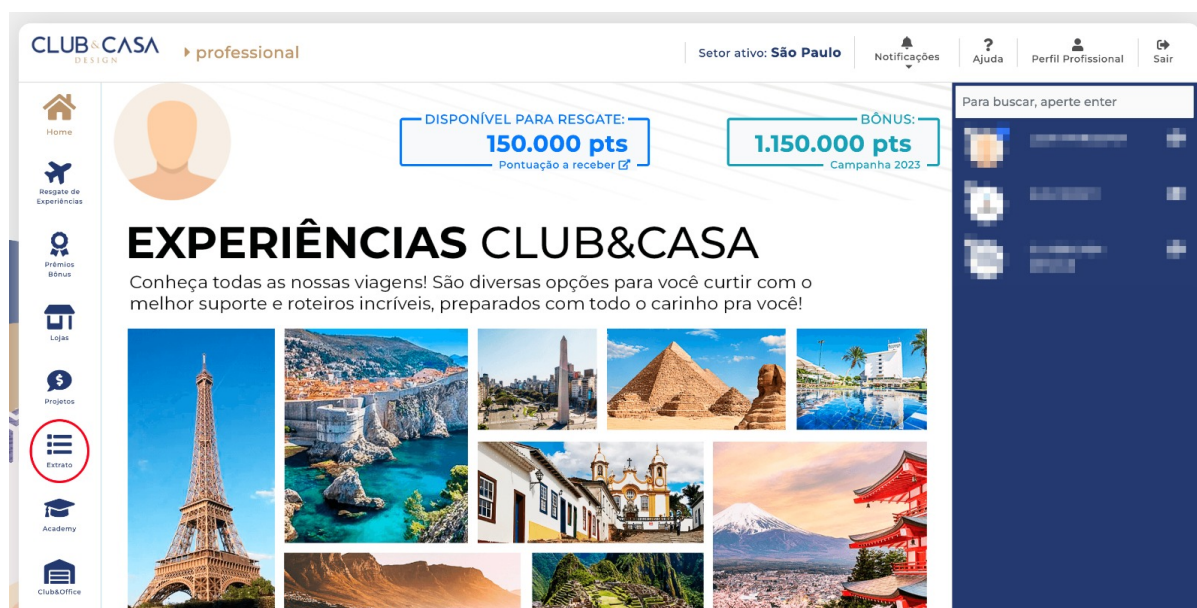 CLUB&CASA
DESIGN
professional
Setor ativo: São Paulo
Notificações
Ajuda
Perfil Profissional
Sair
Home
Resgate de
Experiências
Prêmios
Bônus
Lojas
Projetos
Extrato
Academy
Club&Office
DISPONÍVEL PARA RESGATE:
150.000 pts
Pontuação a receber
BÔNUS:
1.150.000 pts
Campanha 2023
Para buscar, aperte enter
EXPERIÊNCIAS CLUB&CASA
Conheça todas as nossas viagens! São diversas opções para você curtir com o
melhor suporte e roteiros incríveis, preparados com todo o carinho pra você!